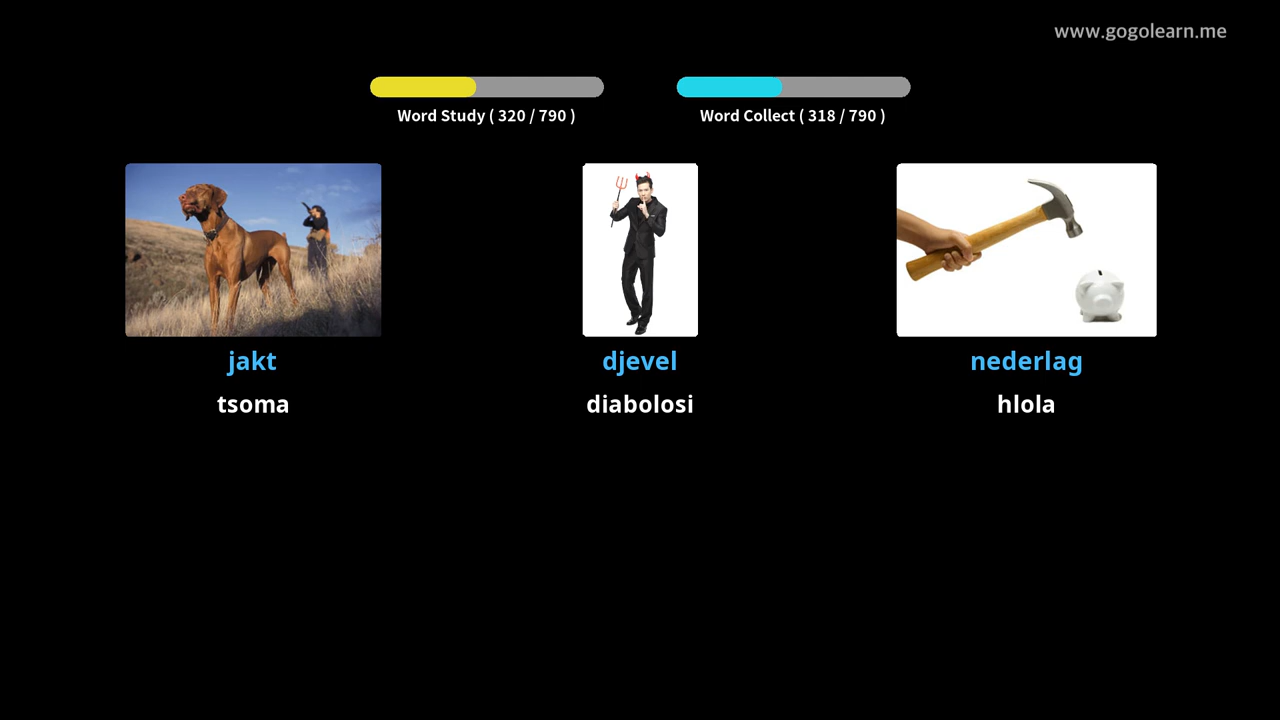 www.gogolearn.me
Word Study ( 320 / 790 )
Word Collect ( 318 / 790 )
jakt
djevel
nederlag
tsoma
diabolosi
hlola